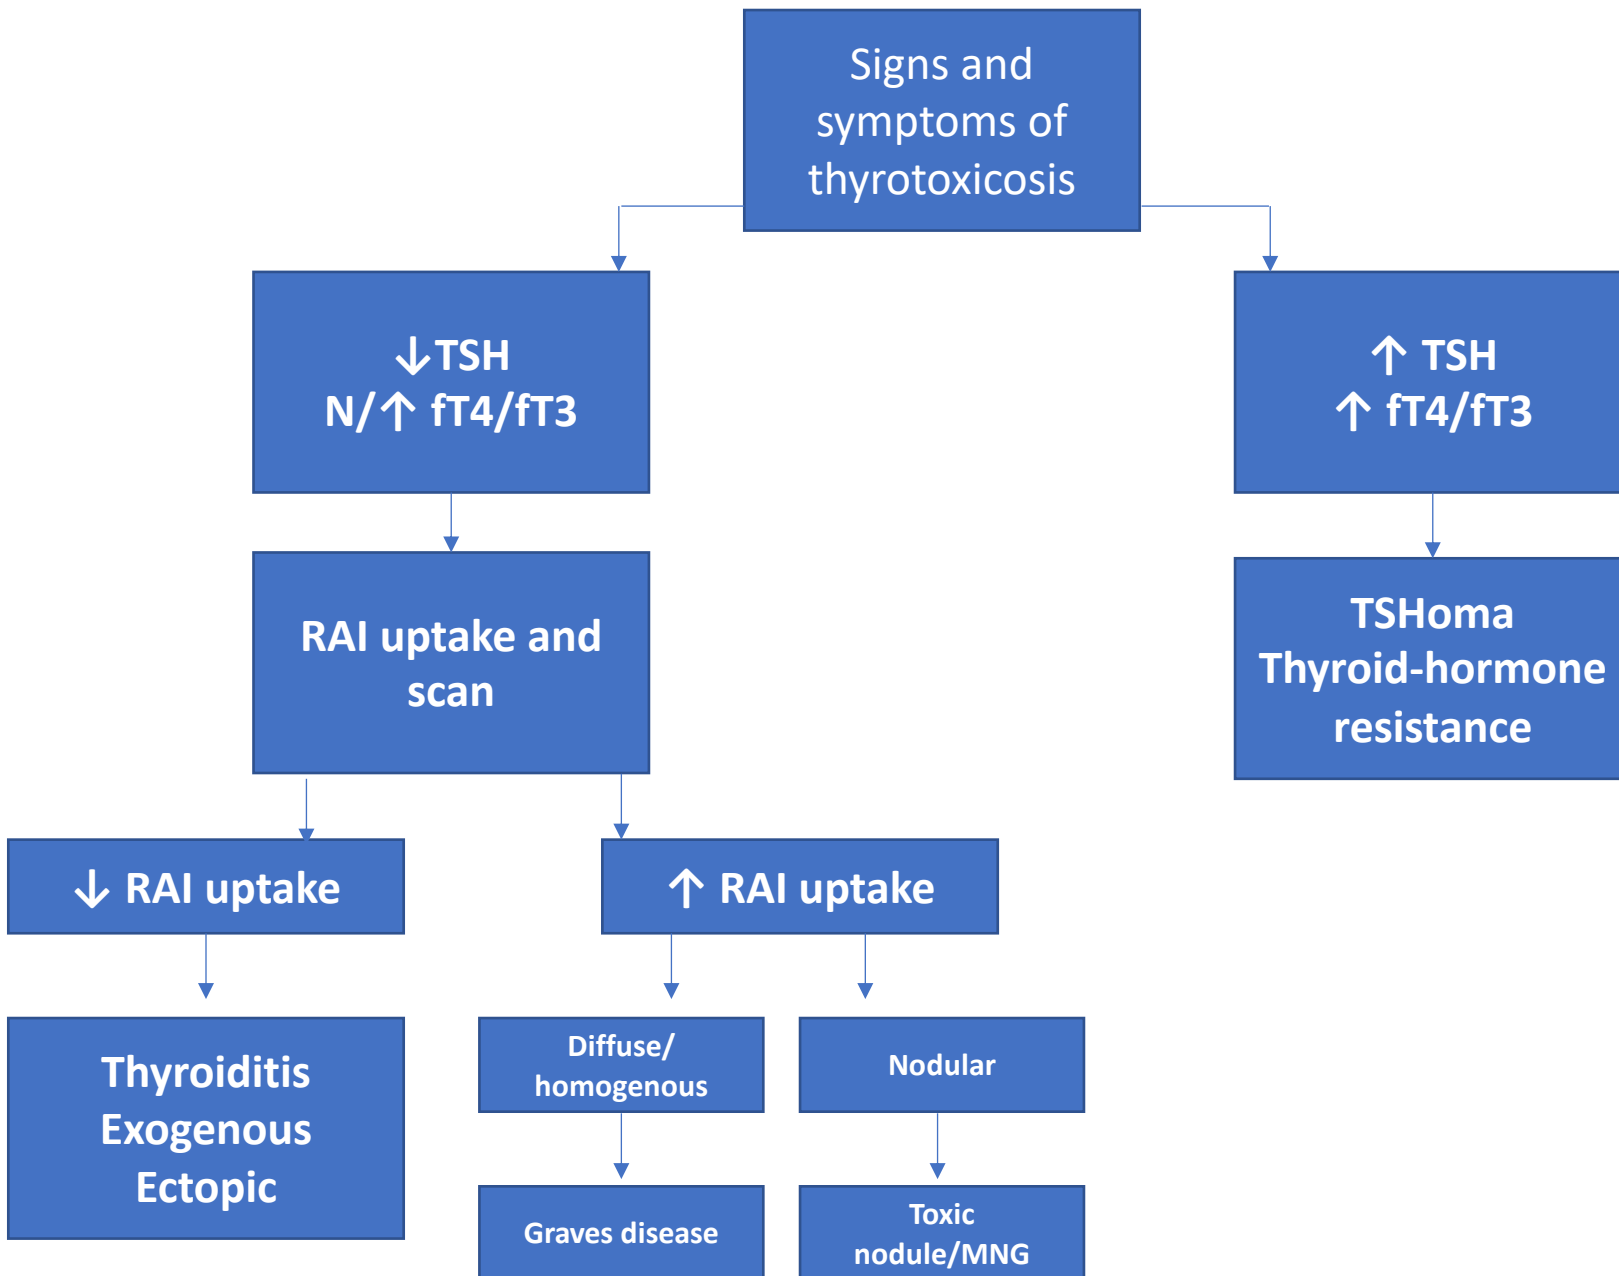 Signs and
symptoms of
thyrotoxicosis
↓TSH
N/↑ fT4/fT3
↑ TSH
↑ fT4/fT3
RAI uptake and
scan
TSHoma
Thyroid-hormone
resistance
↓ RAI uptake
↑ RAI uptake
Thyroiditis
Exogenous
Ectopic
Diffuse/
homogenous
Nodular
Graves disease
Toxic
nodule/MNG